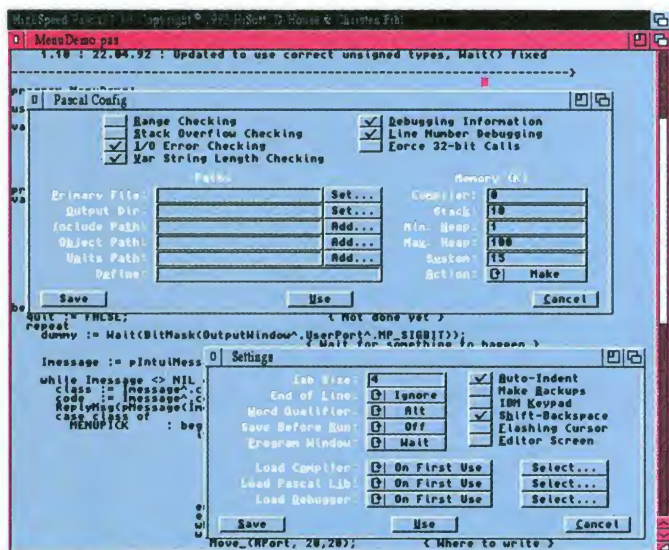 HighSpeed Pascal 1.10 Copyright © 1992 HiSoft, D. House & Christen Fihl
MenuDemo.pas
1.10 : 22.04.92 : Updated to use correct unsigned types, Wait() fixed
-----------------------------------------------------------------------}
Pascal Config
Range Checking
Stack Overflow Checking
I/O Error Checking
Var String Length Checking
Debugging Information
Line Number Debugging
Force 32-bit Calls
Paths
Primary File: Set...
Output Dir: Set...
Include Path: Add...
Object Path: Add...
Units Path: Add...
Define:
Memory (K)
Compiler: 0
Stack: 10
Min. Heap: 1
Max. Heap: 100
System: 15
Action: Make
Save Use Cancel
quit := FALSE; { Not done yet }
repeat
dummy := Wait(BitMask(OutputWindow^.UserPort^.MP_SIGBIT));
{ Wait for something to happen }
Imessage := pIntuiMess
while Imessage <> NIL
class := Imessage^.c
code := Imessage^.c
ReplyMsg(pMessage(Im
case class of
MENUPICK : beg
Settings
Tab Size: 4
End of Line: Ignore
Word Qualifier: Alt
Save Before Run: Off
Program Window: Wait
Auto-Indent
Make Backups
IBM Keypad
Shift-Backspace
Flashing Cursor
Editor Screen
Load Compiler: On First Use Select...
Load Pascal Lib: On First Use Select...
Load Debugger: On First Use Select...
Save Use Cancel
Move_(RPort, 20,20); { Where to write }